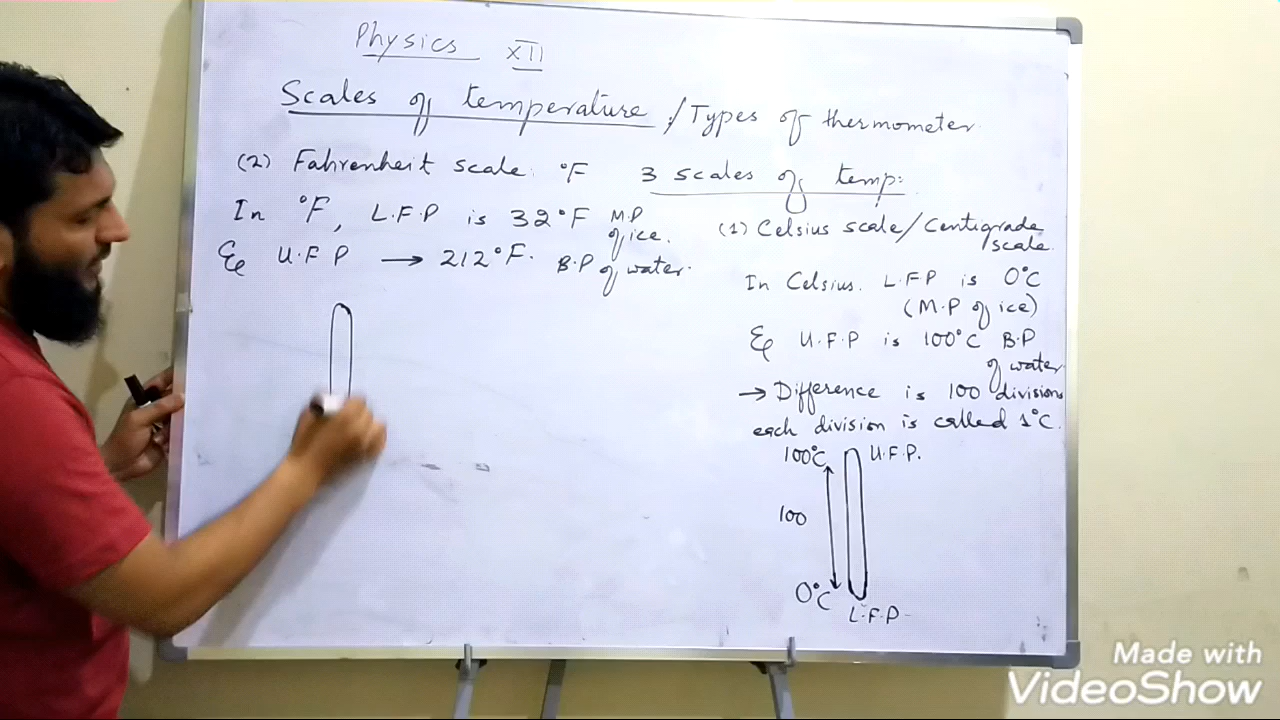 Physics XII
Scales of temperature / Types of thermometer
3 scales of temp:
(1) Celsius scale/Centigrade
scale.
In Celsius. L.F.P is 0°C
(M.P of ice)
& U.F.P is 100°C B.P
of water
→ Difference is 100 divisions
each division is called 1°C.
100°C U.F.P.
100
0°C
L.F.P
(2) Fahrenheit scale: °F
In °F, L.F.P is 32°F M.P
of ice.
& U.F.P → 212°F. B.P of water.
Made with
VideoShow